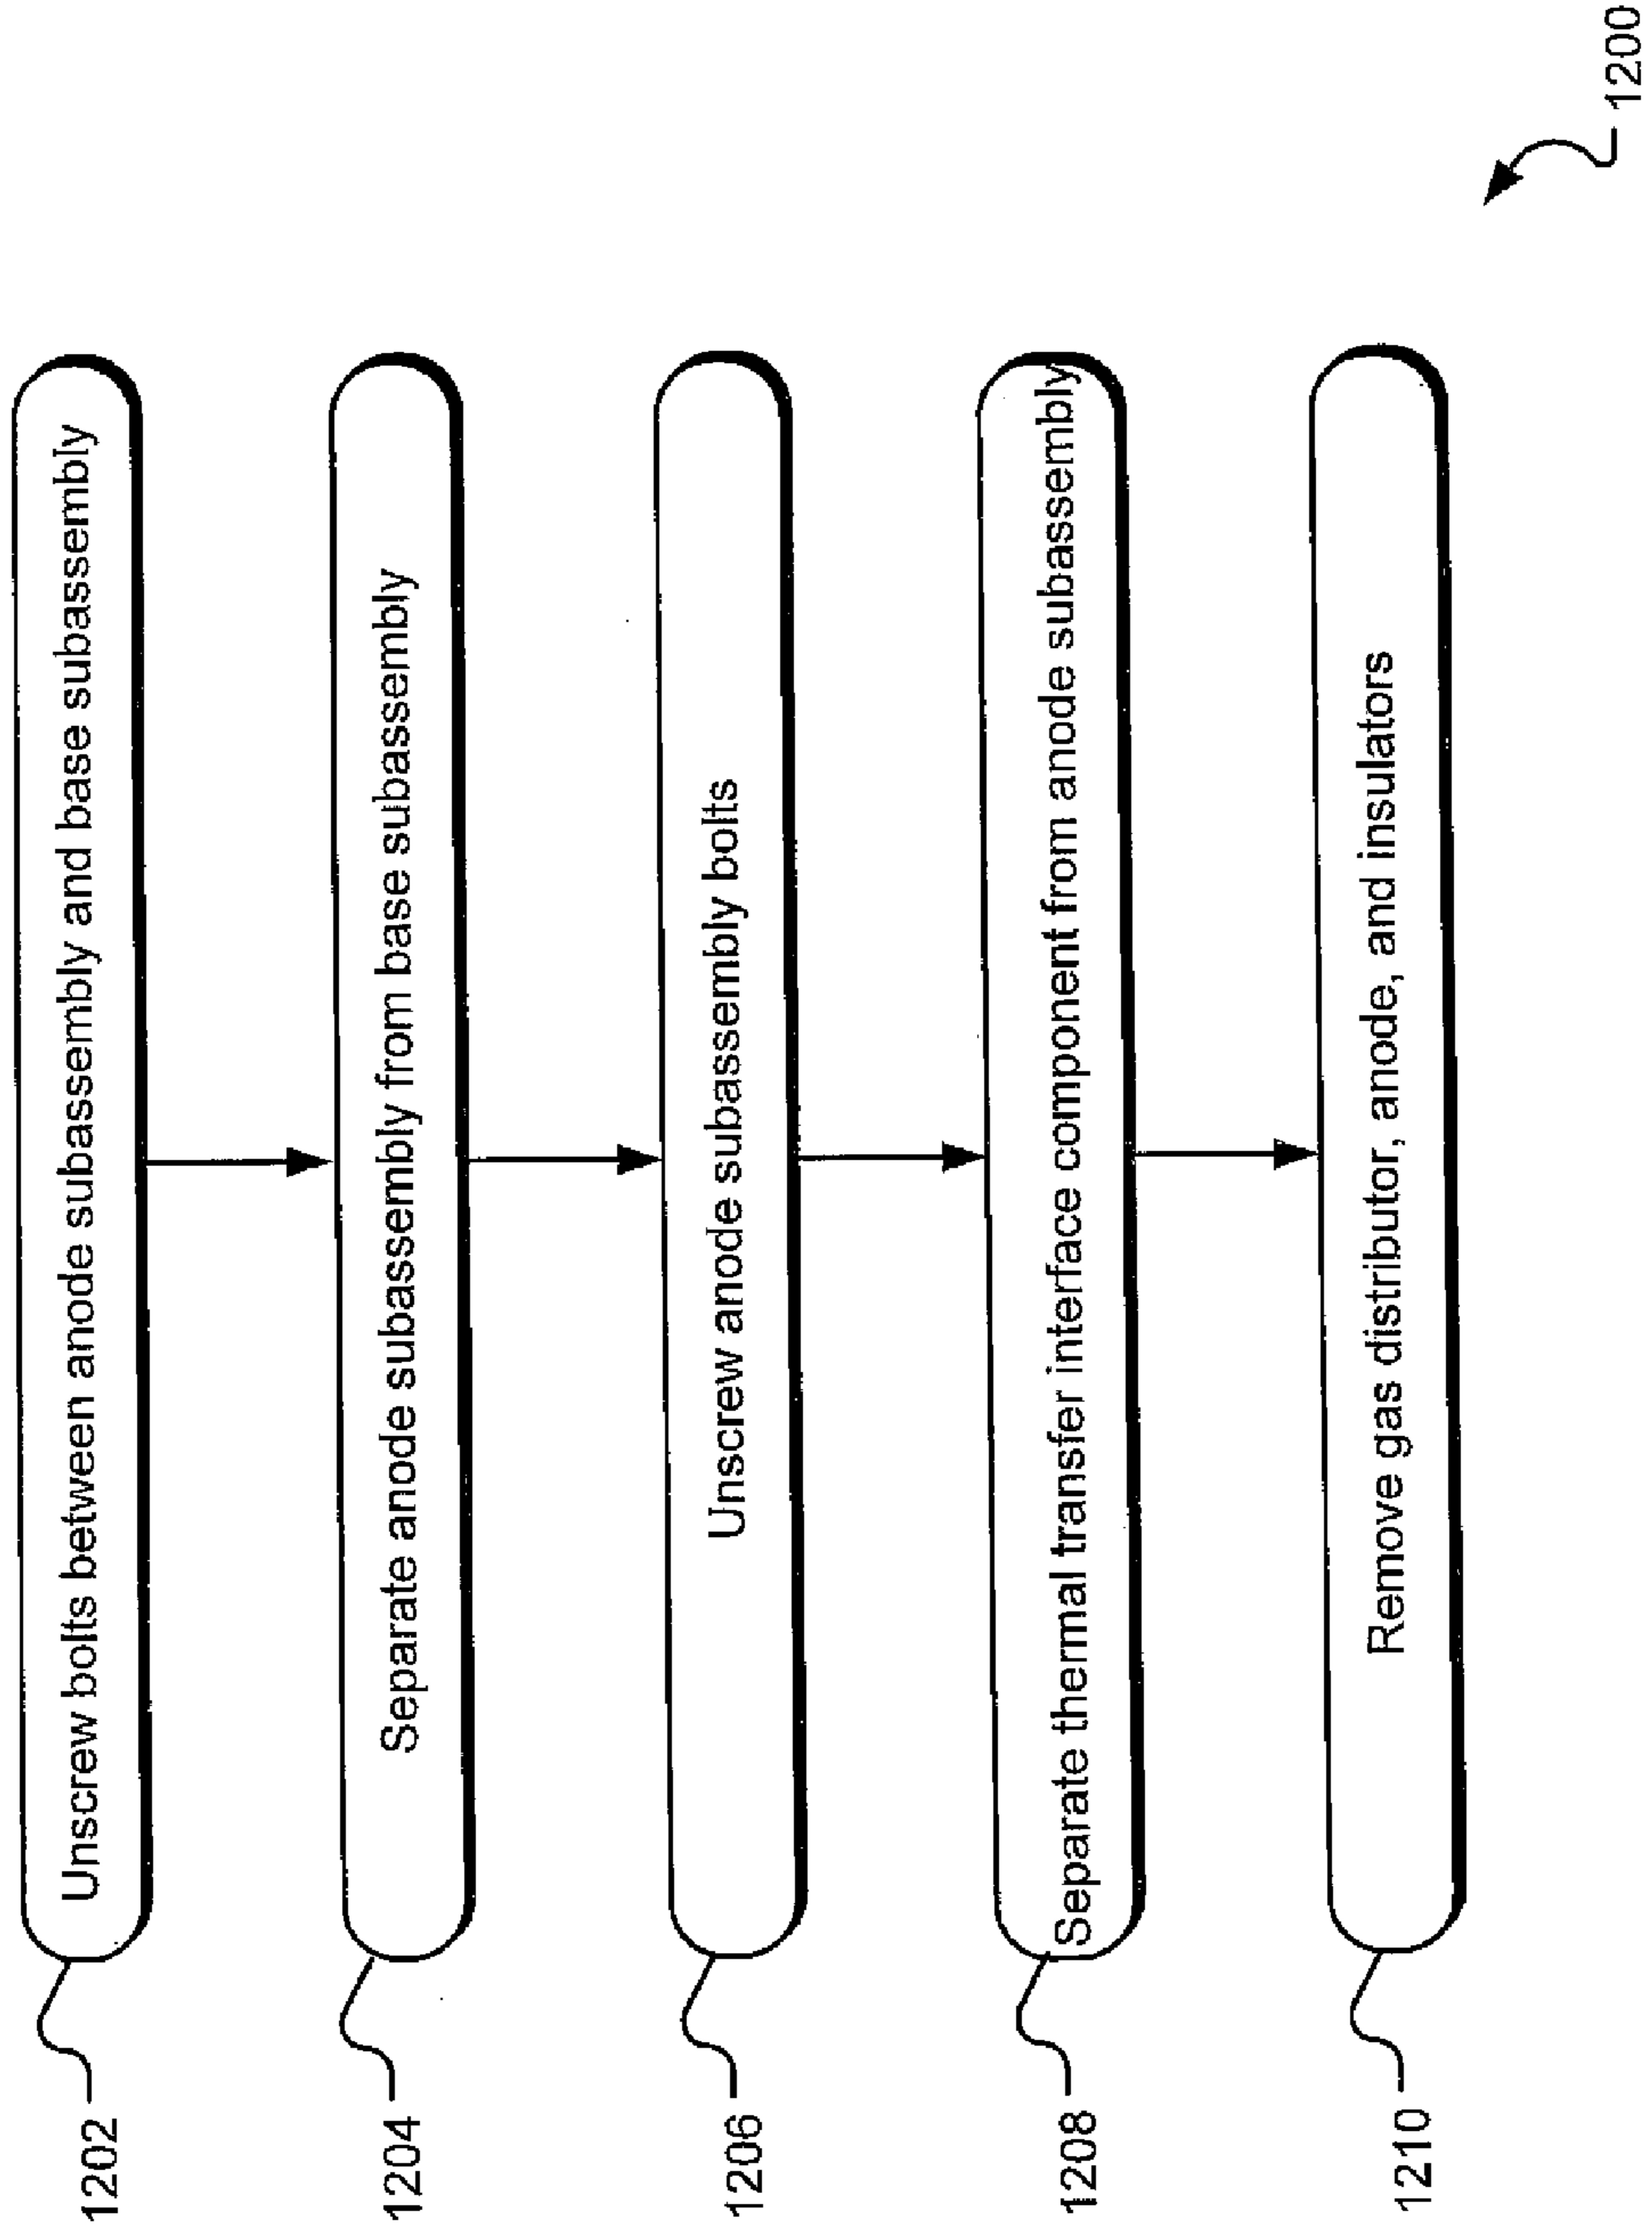 1202
Unscrew bolts between anode subassembly and base subassembly
1204
Separate anode subassembly from base subassembly
1206
Unscrew anode subassembly bolts
1208
Separate thermal transfer interface component from anode subassembly
1210
Remove gas distributor, anode, and insulators
1200